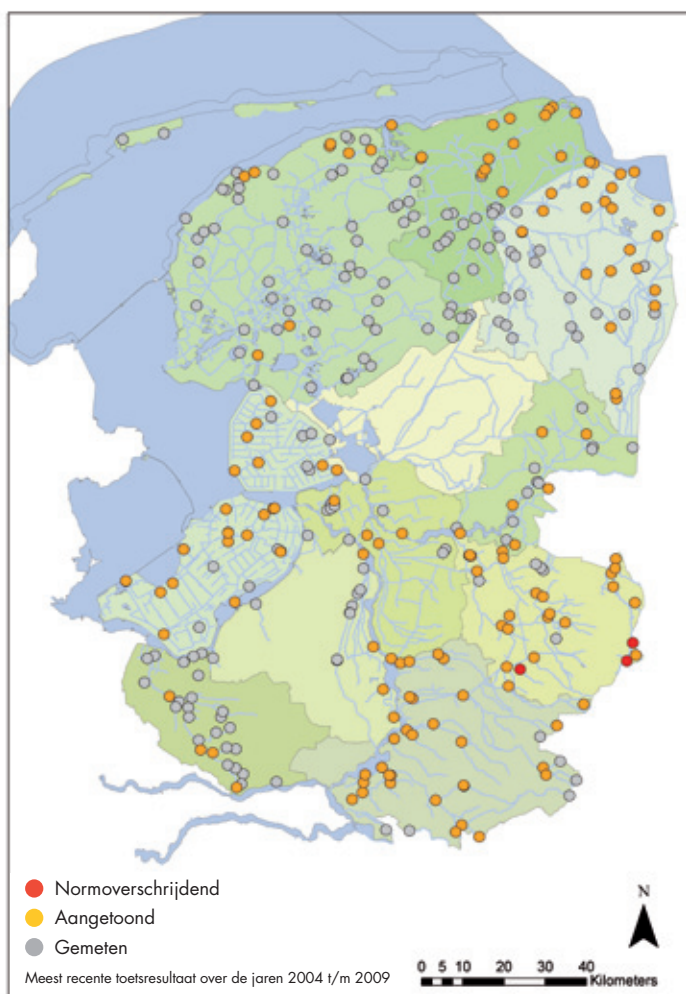 Normoverschrijdend
Aangetoond
Gemeten
Meest recente toetsresultaat over de jaren 2004 t/m 2009
N
0 5 10 20 30 40
Kilometers